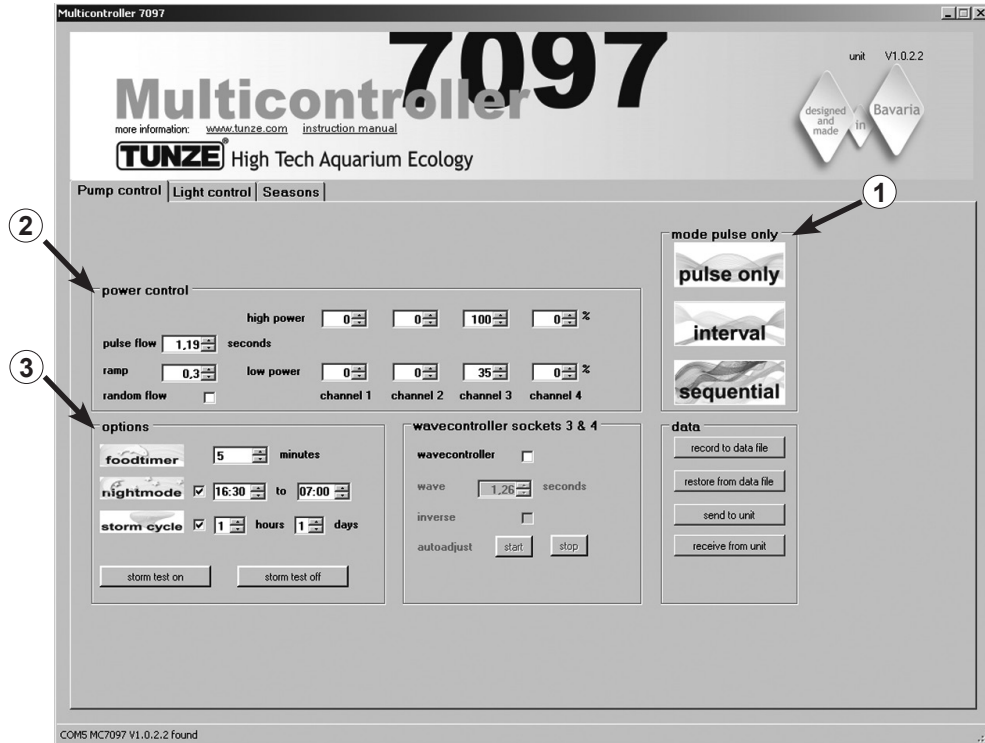 Multicontroller 7097
7097
Multicontroller
unit V1.0.2.2
designed and made in Bavaria
more information: www.tunze.com instruction manual
TUNZE® High Tech Aquarium Ecology
Pump control Light control Seasons
1
2
mode pulse only
pulse only
interval
sequential
power control
high power 0 0 100 0 %
pulse flow 1,19 seconds
ramp 0,3 low power 0 0 35 0 %
random flow channel 1 channel 2 channel 3 channel 4
3
options
foodtimer 5 minutes
nightmode 16:30 to 07:00
storm cycle 1 hours 1 days
storm test on storm test off
wavecontroller sockets 3 & 4
wavecontroller
wave 1,26 seconds
inverse
autoadjust start stop
data
record to data file
restore from data file
send to unit
receive from unit
COM5 MC7097 V1.0.2.2 found